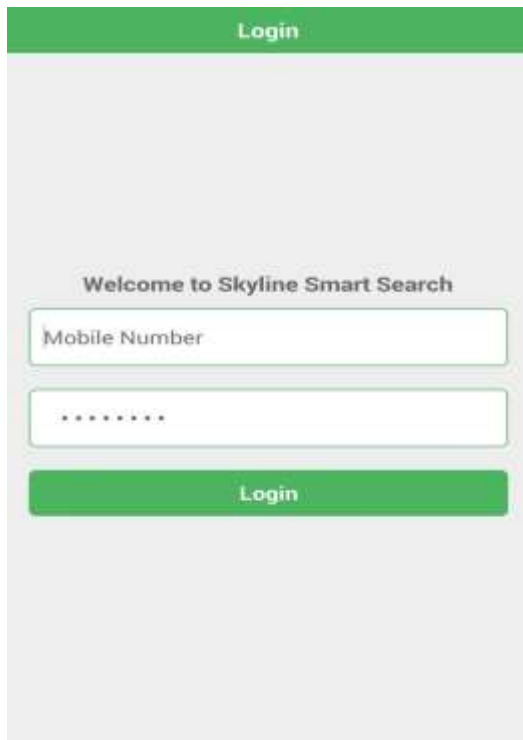 Login
Welcome to Skyline Smart Search
Mobile Number
........
Login